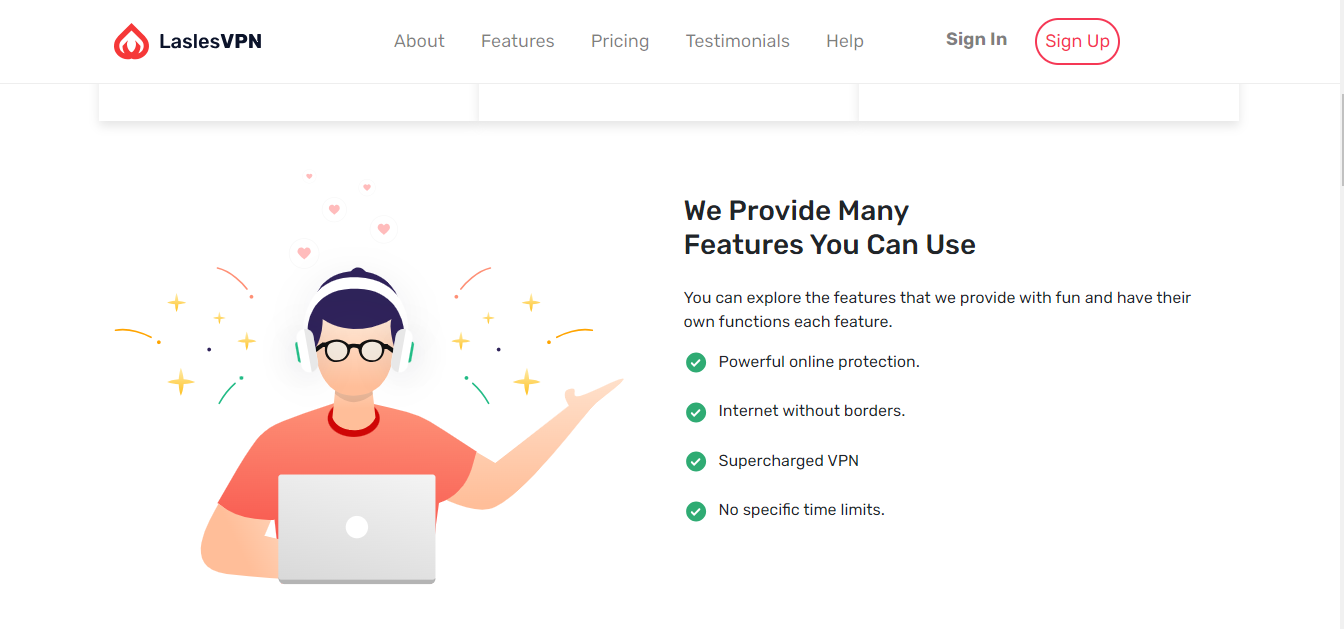 LaslesVPN
About
Features
Pricing
Testimonials
Help
Sign In
Sign Up
We Provide Many
Features You Can Use
You can explore the features that we provide with fun and have their
own functions each feature.
Powerful online protection.
Internet without borders.
Supercharged VPN
No specific time limits.